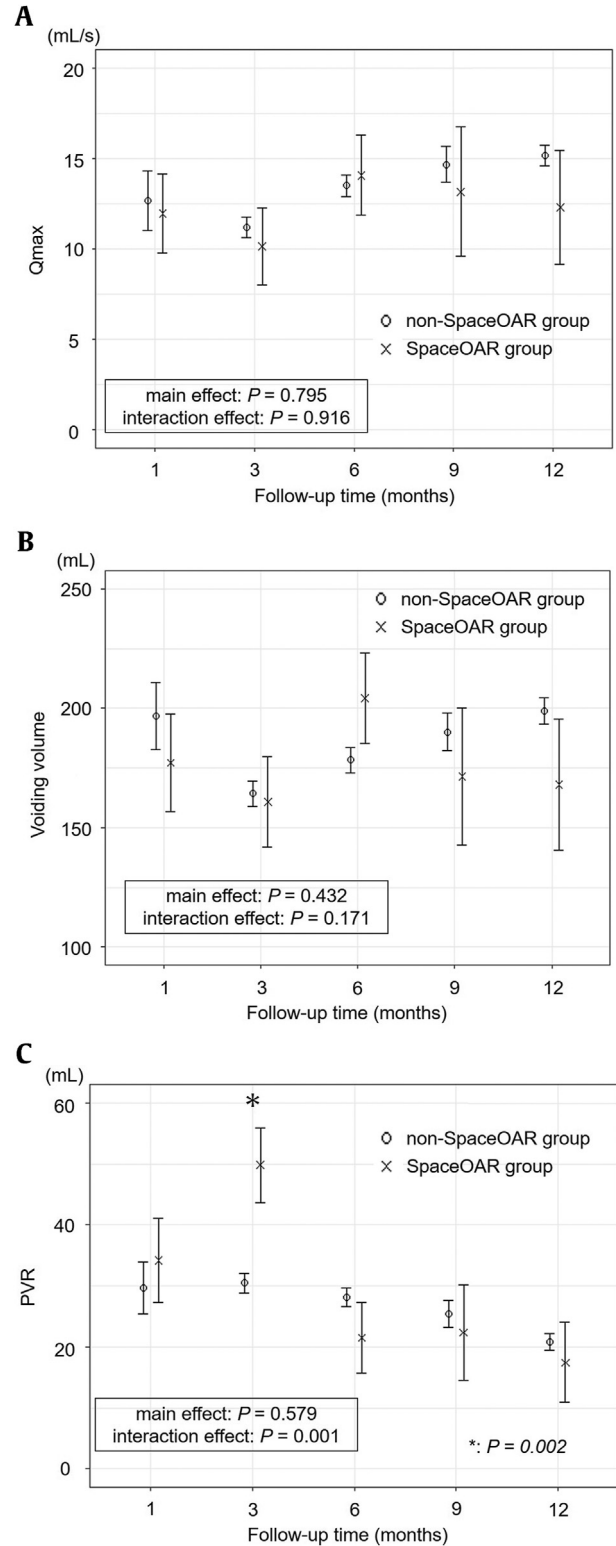 A
(mL/s)
20
15
10
5
0
Qmax
non-SpaceOAR group
SpaceOAR group
main effect: P = 0.795
interaction effect: P = 0.916
1 3 6 9 12
Follow-up time (months)
B
(mL)
250
200
150
100
Voiding volume
non-SpaceOAR group
SpaceOAR group
main effect: P = 0.432
interaction effect: P = 0.171
1 3 6 9 12
Follow-up time (months)
C
(mL)
60
40
20
0
PVR
*
non-SpaceOAR group
SpaceOAR group
main effect: P = 0.579
interaction effect: P = 0.001
*: P = 0.002
1 3 6 9 12
Follow-up time (months)